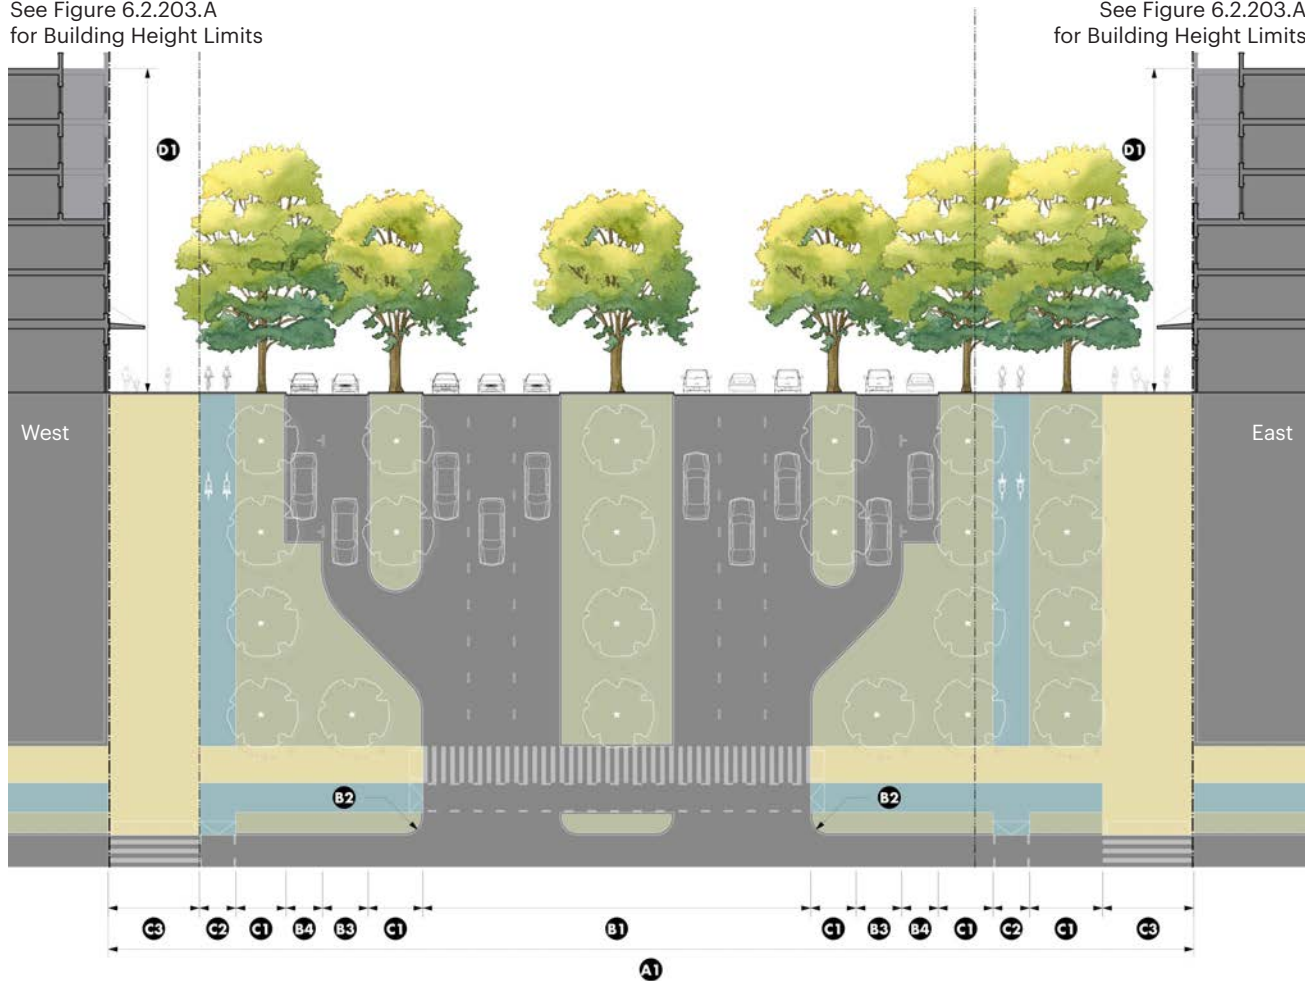 See Figure 6.2.203.A
for Building Height Limits
See Figure 6.2.203.A
for Building Height Limits
D1
D1
West
East
B2
B2
C3
C2
C1
B4
B3
C1
B1
C1
B3
B4
C1
C2
C1
C3
A1